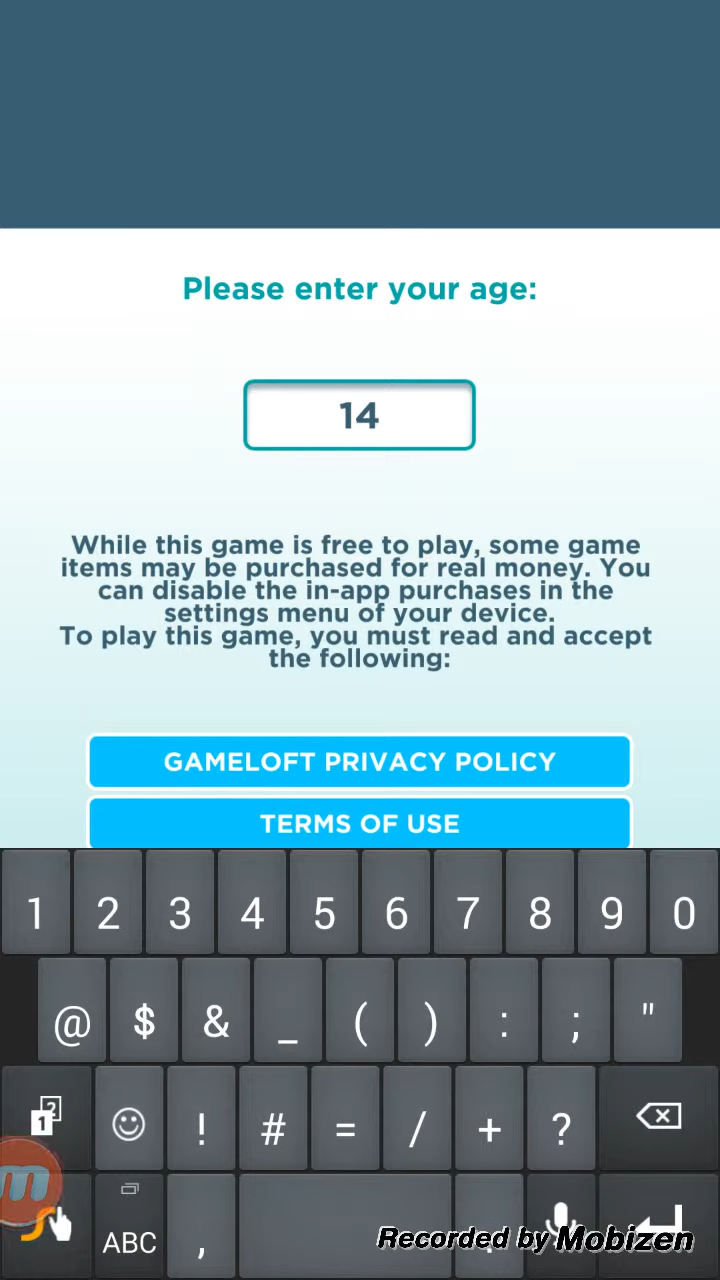 Please enter your age:
14
While this game is free to play, some game
items may be purchased for real money. You
can disable the in-app purchases in the
settings menu of your device.
To play this game, you must read and accept
the following:
GAMELOFT PRIVACY POLICY
TERMS OF USE
1 2 3 4 5 6 7 8 9 0
@ $ & _ ( ) : ; "
1 2 ! # = / + ?
m ABC , .
Recorded by Mobizen